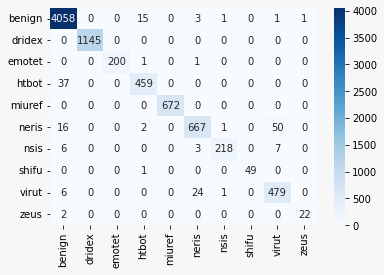 benign 4058 0 0 15 0 3 1 0 1 1
dridex 0 1145 0 0 0 0 0 0 0 0
emotet 0 0 200 1 0 1 0 0 0 0
htbot 37 0 0 459 0 0 0 0 0 0
miuref 0 0 0 0 672 0 0 0 0 0
neris 16 0 0 2 0 667 1 0 50 0
nsis 6 0 0 0 0 3 218 0 7 0
shifu 0 0 0 1 0 0 0 49 0 0
virut 6 0 0 0 0 24 1 0 479 0
zeus 2 0 0 0 0 0 0 0 0 22
benign dridex emotet htbot miuref neris nsis shifu virut zeus
4000
3500
3000
2500
2000
1500
1000
500
0